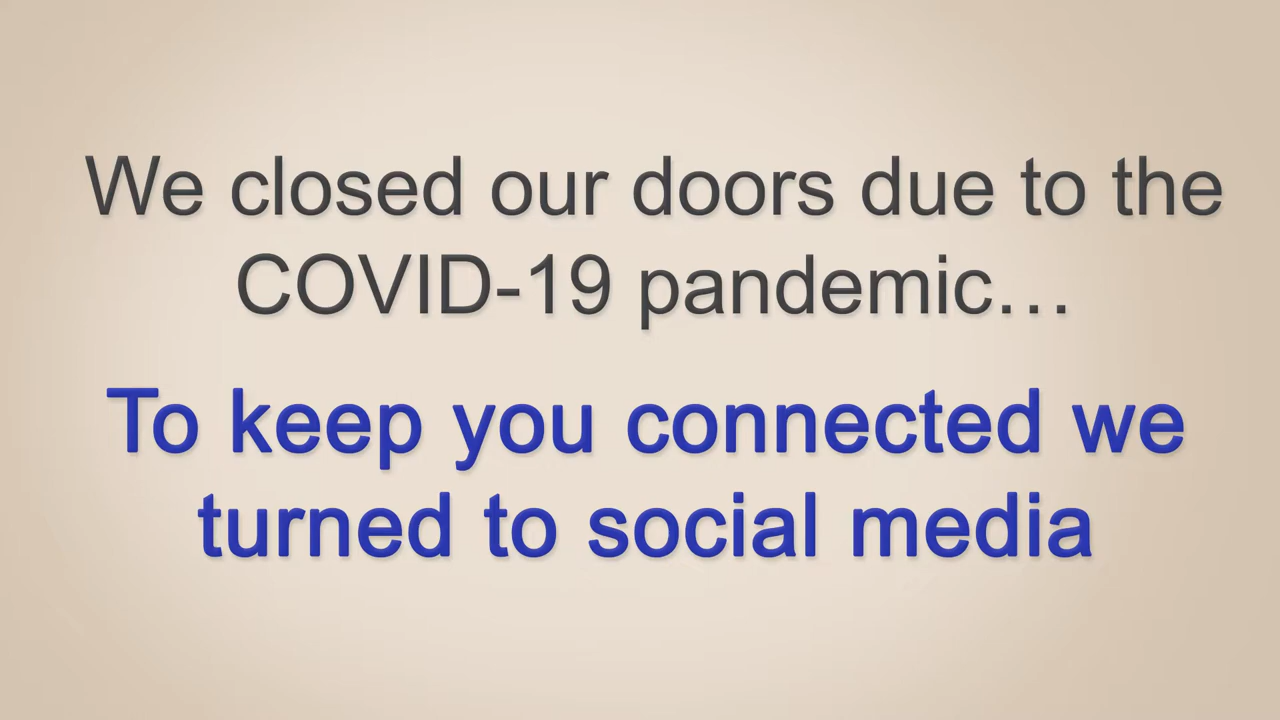 We closed our doors due to the
COVID-19 pandemic…
To keep you connected we
turned to social media